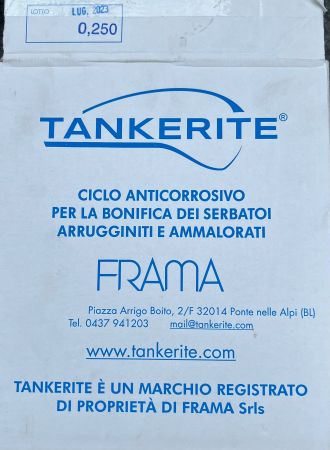 LOTTO LUG. 2023
0,250
TANKERITE®
CICLO ANTICORROSIVO
PER LA BONIFICA DEI SERBATOI
ARRUGGINITI E AMMALORATI
FRAMA
Piazza Arrigo Boito, 2/F 32014 Ponte nelle Alpi (BL)
Tel. 0437 941203 mail@tankerite.com
www.tankerite.com
TANKERITE È UN MARCHIO REGISTRATO
DI PROPRIETÀ DI FRAMA Srls